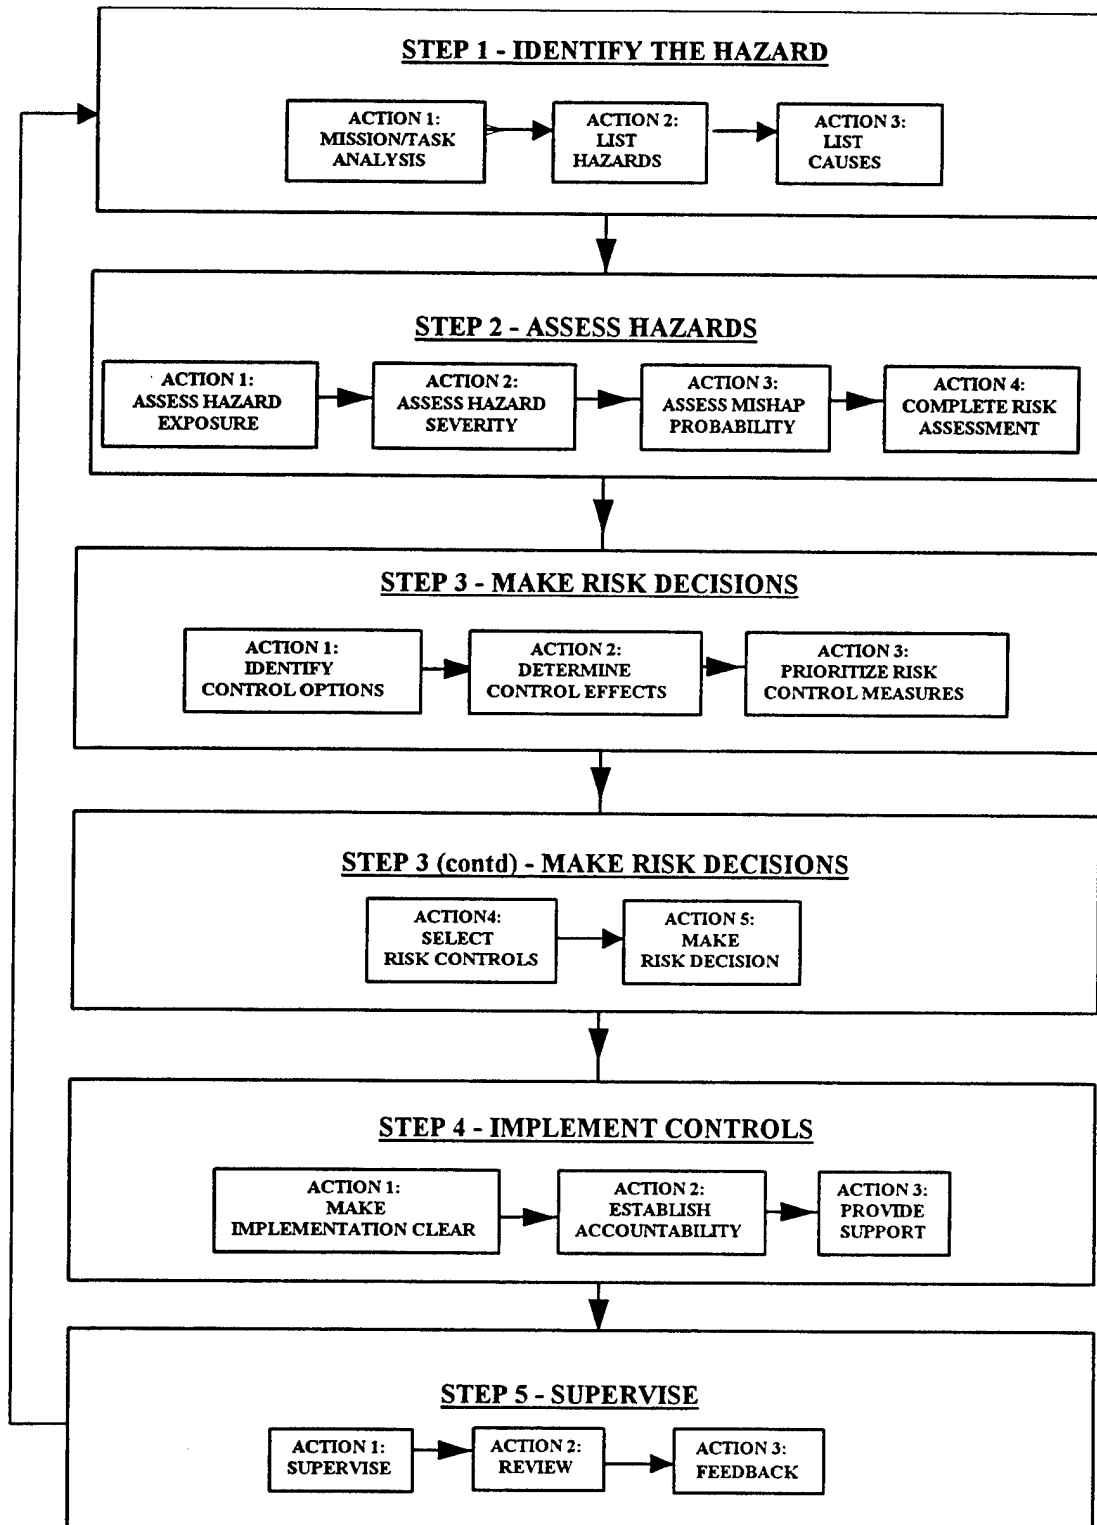 STEP 1 - IDENTIFY THE HAZARD
ACTION 1:
MISSION/TASK
ANALYSIS
ACTION 2:
LIST
HAZARDS
ACTION 3:
LIST
CAUSES
STEP 2 - ASSESS HAZARDS
ACTION 1:
ASSESS HAZARD
EXPOSURE
ACTION 2:
ASSESS HAZARD
SEVERITY
ACTION 3:
ASSESS MISHAP
PROBABILITY
ACTION 4:
COMPLETE RISK
ASSESSMENT
STEP 3 - MAKE RISK DECISIONS
ACTION 1:
IDENTIFY
CONTROL OPTIONS
ACTION 2:
DETERMINE
CONTROL EFFECTS
ACTION 3:
PRIORITIZE RISK
CONTROL MEASURES
STEP 3 (contd) - MAKE RISK DECISIONS
ACTION4:
SELECT
RISK CONTROLS
ACTION 5:
MAKE
RISK DECISION
STEP 4 - IMPLEMENT CONTROLS
ACTION 1:
MAKE
IMPLEMENTATION CLEAR
ACTION 2:
ESTABLISH
ACCOUNTABILITY
ACTION 3:
PROVIDE
SUPPORT
STEP 5 - SUPERVISE
ACTION 1:
SUPERVISE
ACTION 2:
REVIEW
ACTION 3:
FEEDBACK